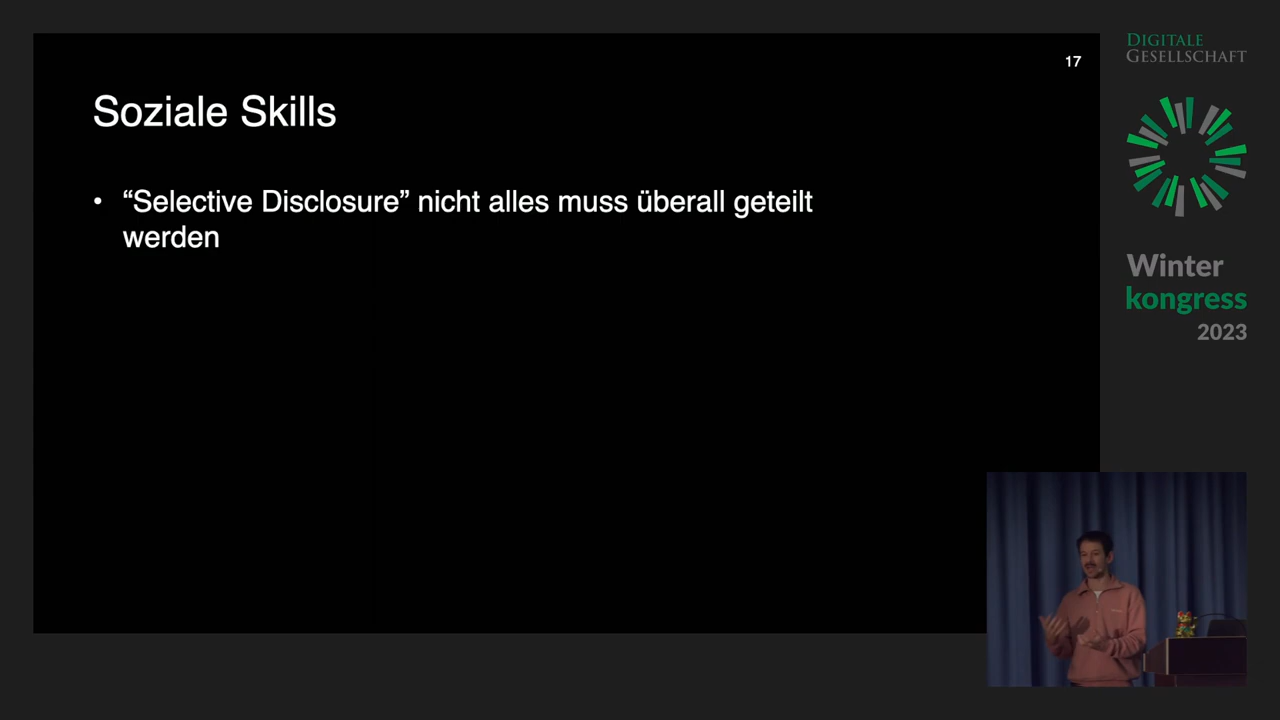 17
Soziale Skills
• “Selective Disclosure” nicht alles muss überall geteilt
werden
DIGITALE
GESELLSCHAFT
Winter
kongress
2023